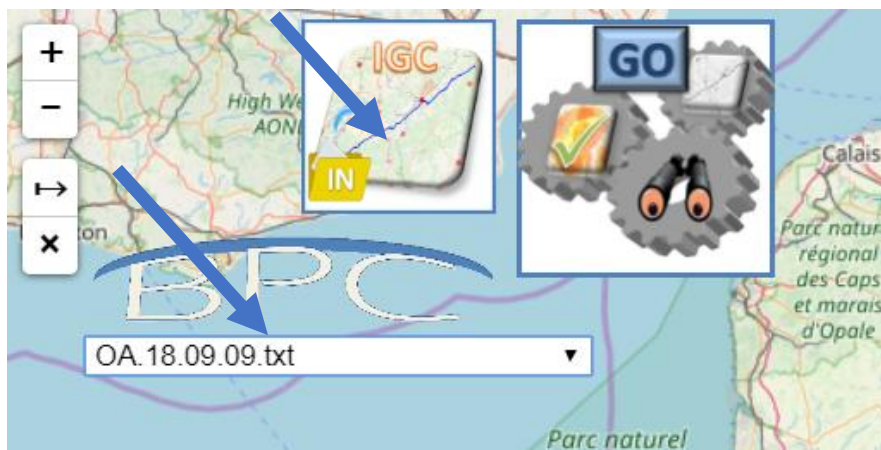 +
−
↦
×
IGC
IN
GO
High We
AON
ton
BPC
OA.18.09.09.txt ▼
Calais
Parc natur
régional
des Caps
et marais
d'Opale
Parc naturel